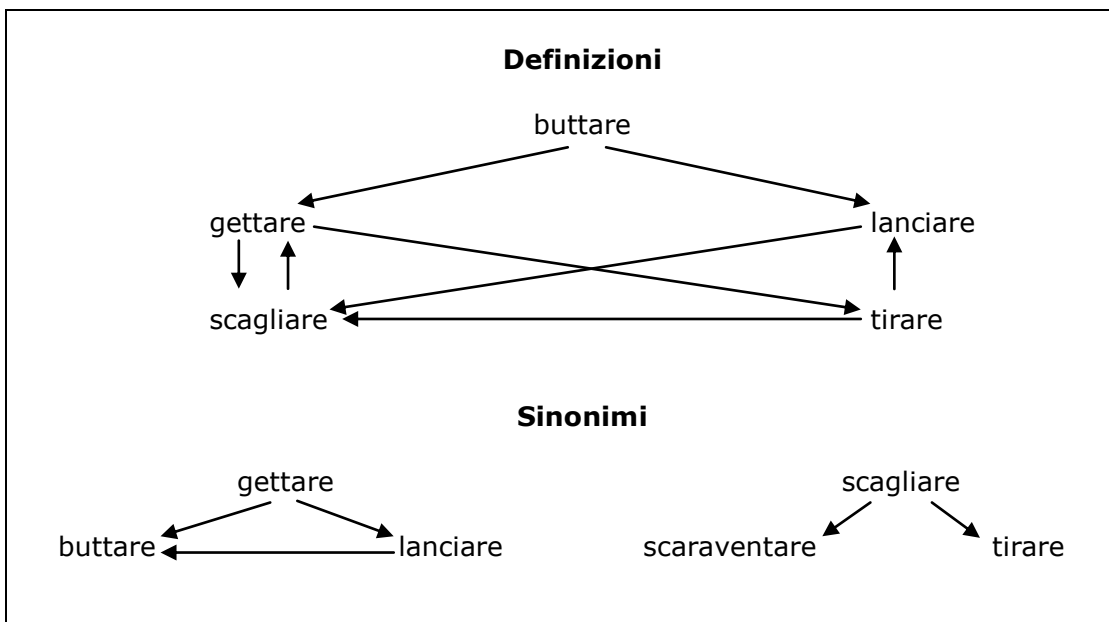 Definizioni
buttare
gettare lanciare
scagliare tirare
Sinonimi
gettare scagliare
buttare lanciare scaraventare tirare